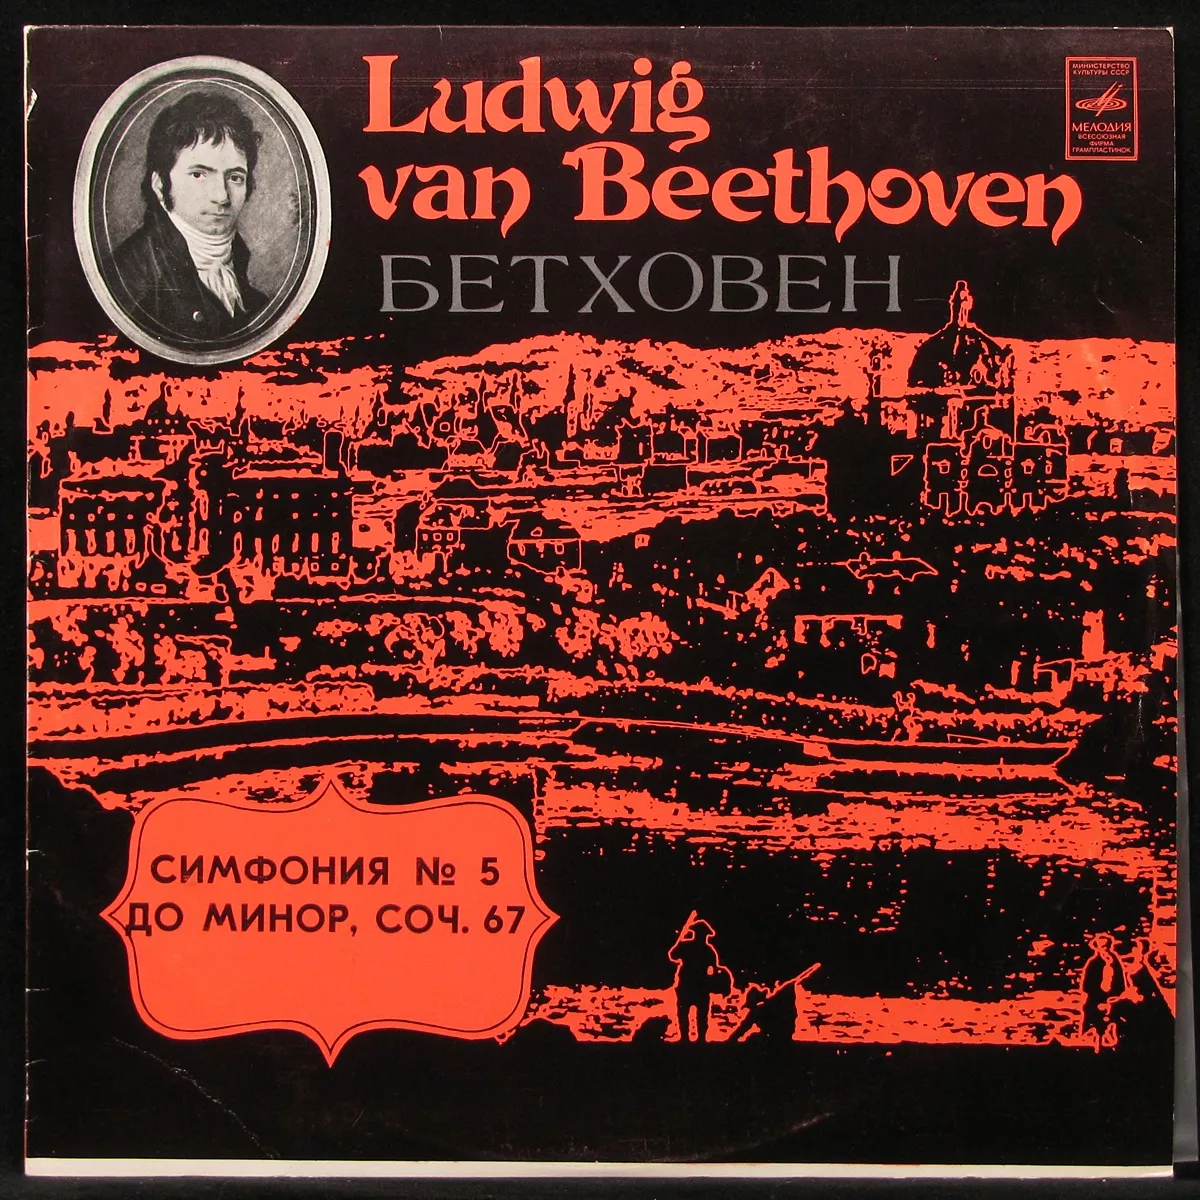 Ludwig
van Beethoven
БЕТХОВЕН
МИНИСТЕРСТВО
КУЛЬТУРЫ СССР
МЕЛОДИЯ
ВСЕСОЮЗНАЯ
ФИРМА
ГРАМПЛАСТИНОК
СИМФОНИЯ № 5
ДО МИНОР, СОЧ. 67